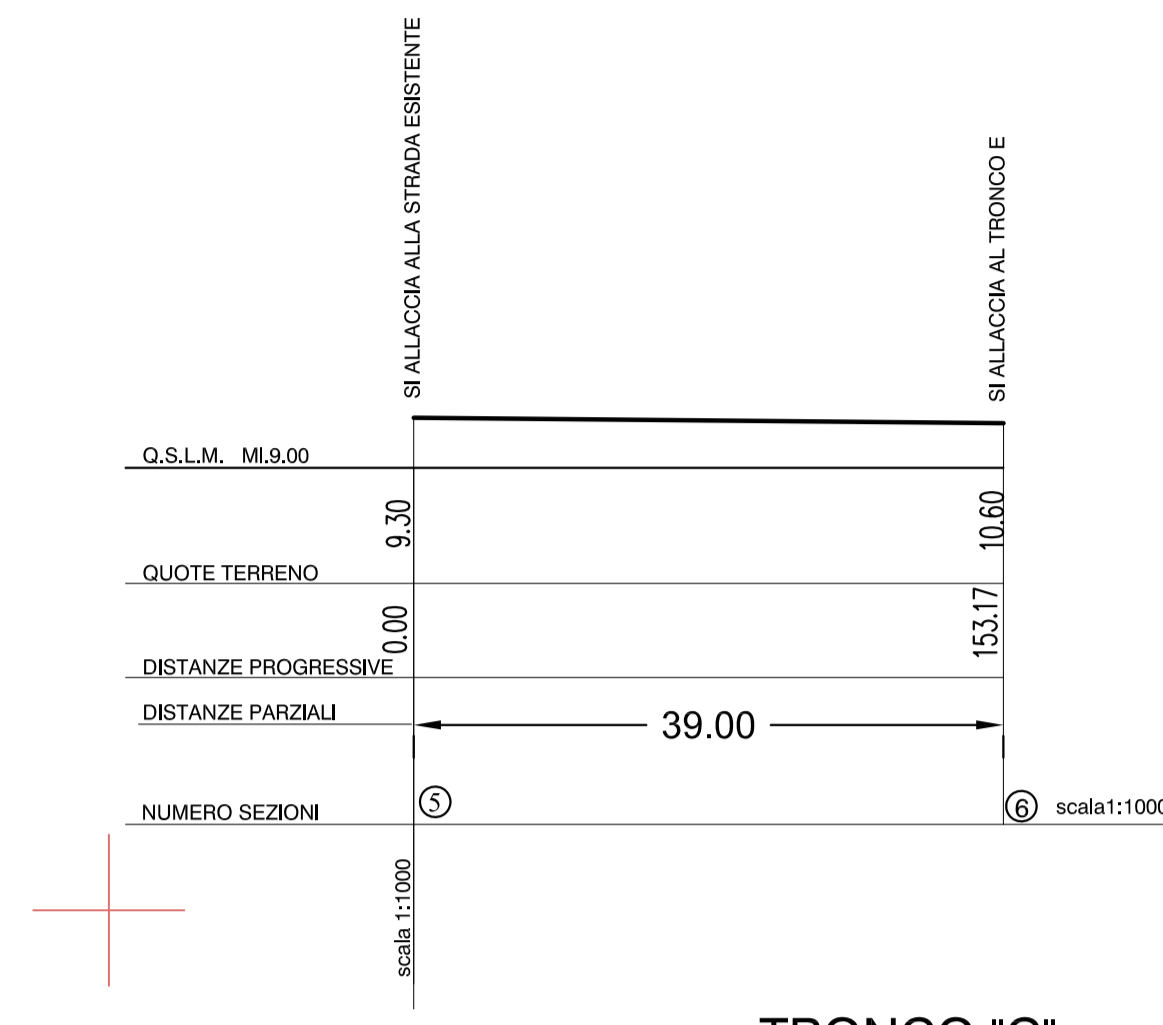 SI ALLACCIA ALLA STRADA ESISTENTE
SI ALLACCIA AL TRONCO E
Q.S.L.M. Ml.9.00
9.30
10.60
QUOTE TERRENO
0.00
153.17
DISTANZE PROGRESSIVE
DISTANZE PARZIALI
39.00
NUMERO SEZIONI
5
6
scala1:1000
scala 1:1000